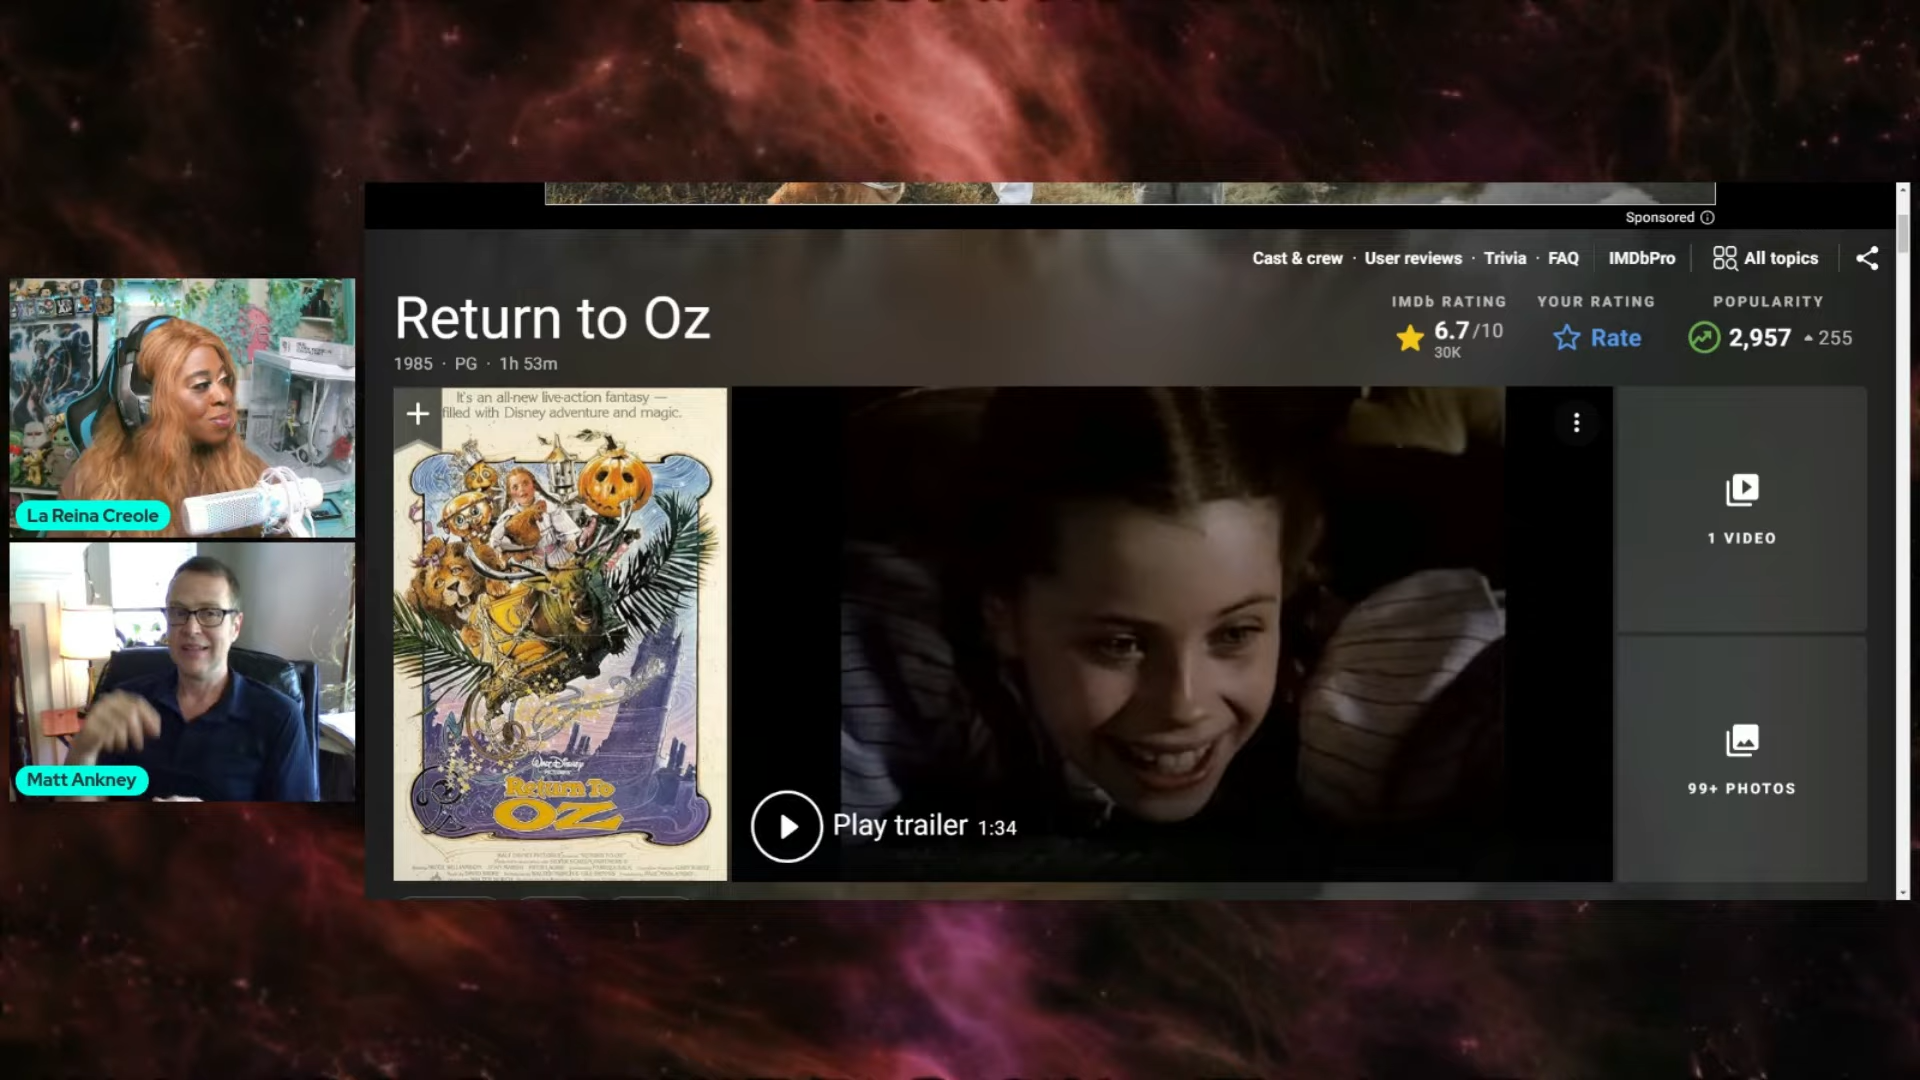 Sponsored
Cast & crew · User reviews · Trivia · FAQ IMDbPro All topics
Return to Oz
1985 · PG · 1h 53m
IMDb RATING
6.7/10
30K
YOUR RATING
Rate
POPULARITY
2,957 255
It's an all-new live-action fantasy —
filled with Disney adventure and magic.
Walt Disney
PICTURES
Return To
OZ
Play trailer 1:34
1 VIDEO
99+ PHOTOS
La Reina Creole
Matt Ankney